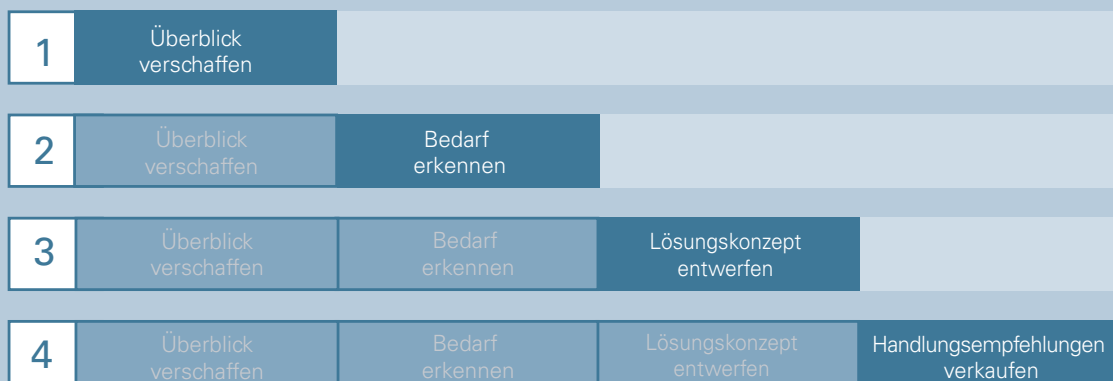 1
Überblick
verschaffen
2
Überblick
verschaffen
Bedarf
erkennen
3
Überblick
verschaffen
Bedarf
erkennen
Lösungskonzept
entwerfen
4
Überblick
verschaffen
Bedarf
erkennen
Lösungskonzept
entwerfen
Handlungsempfehlungen
verkaufen